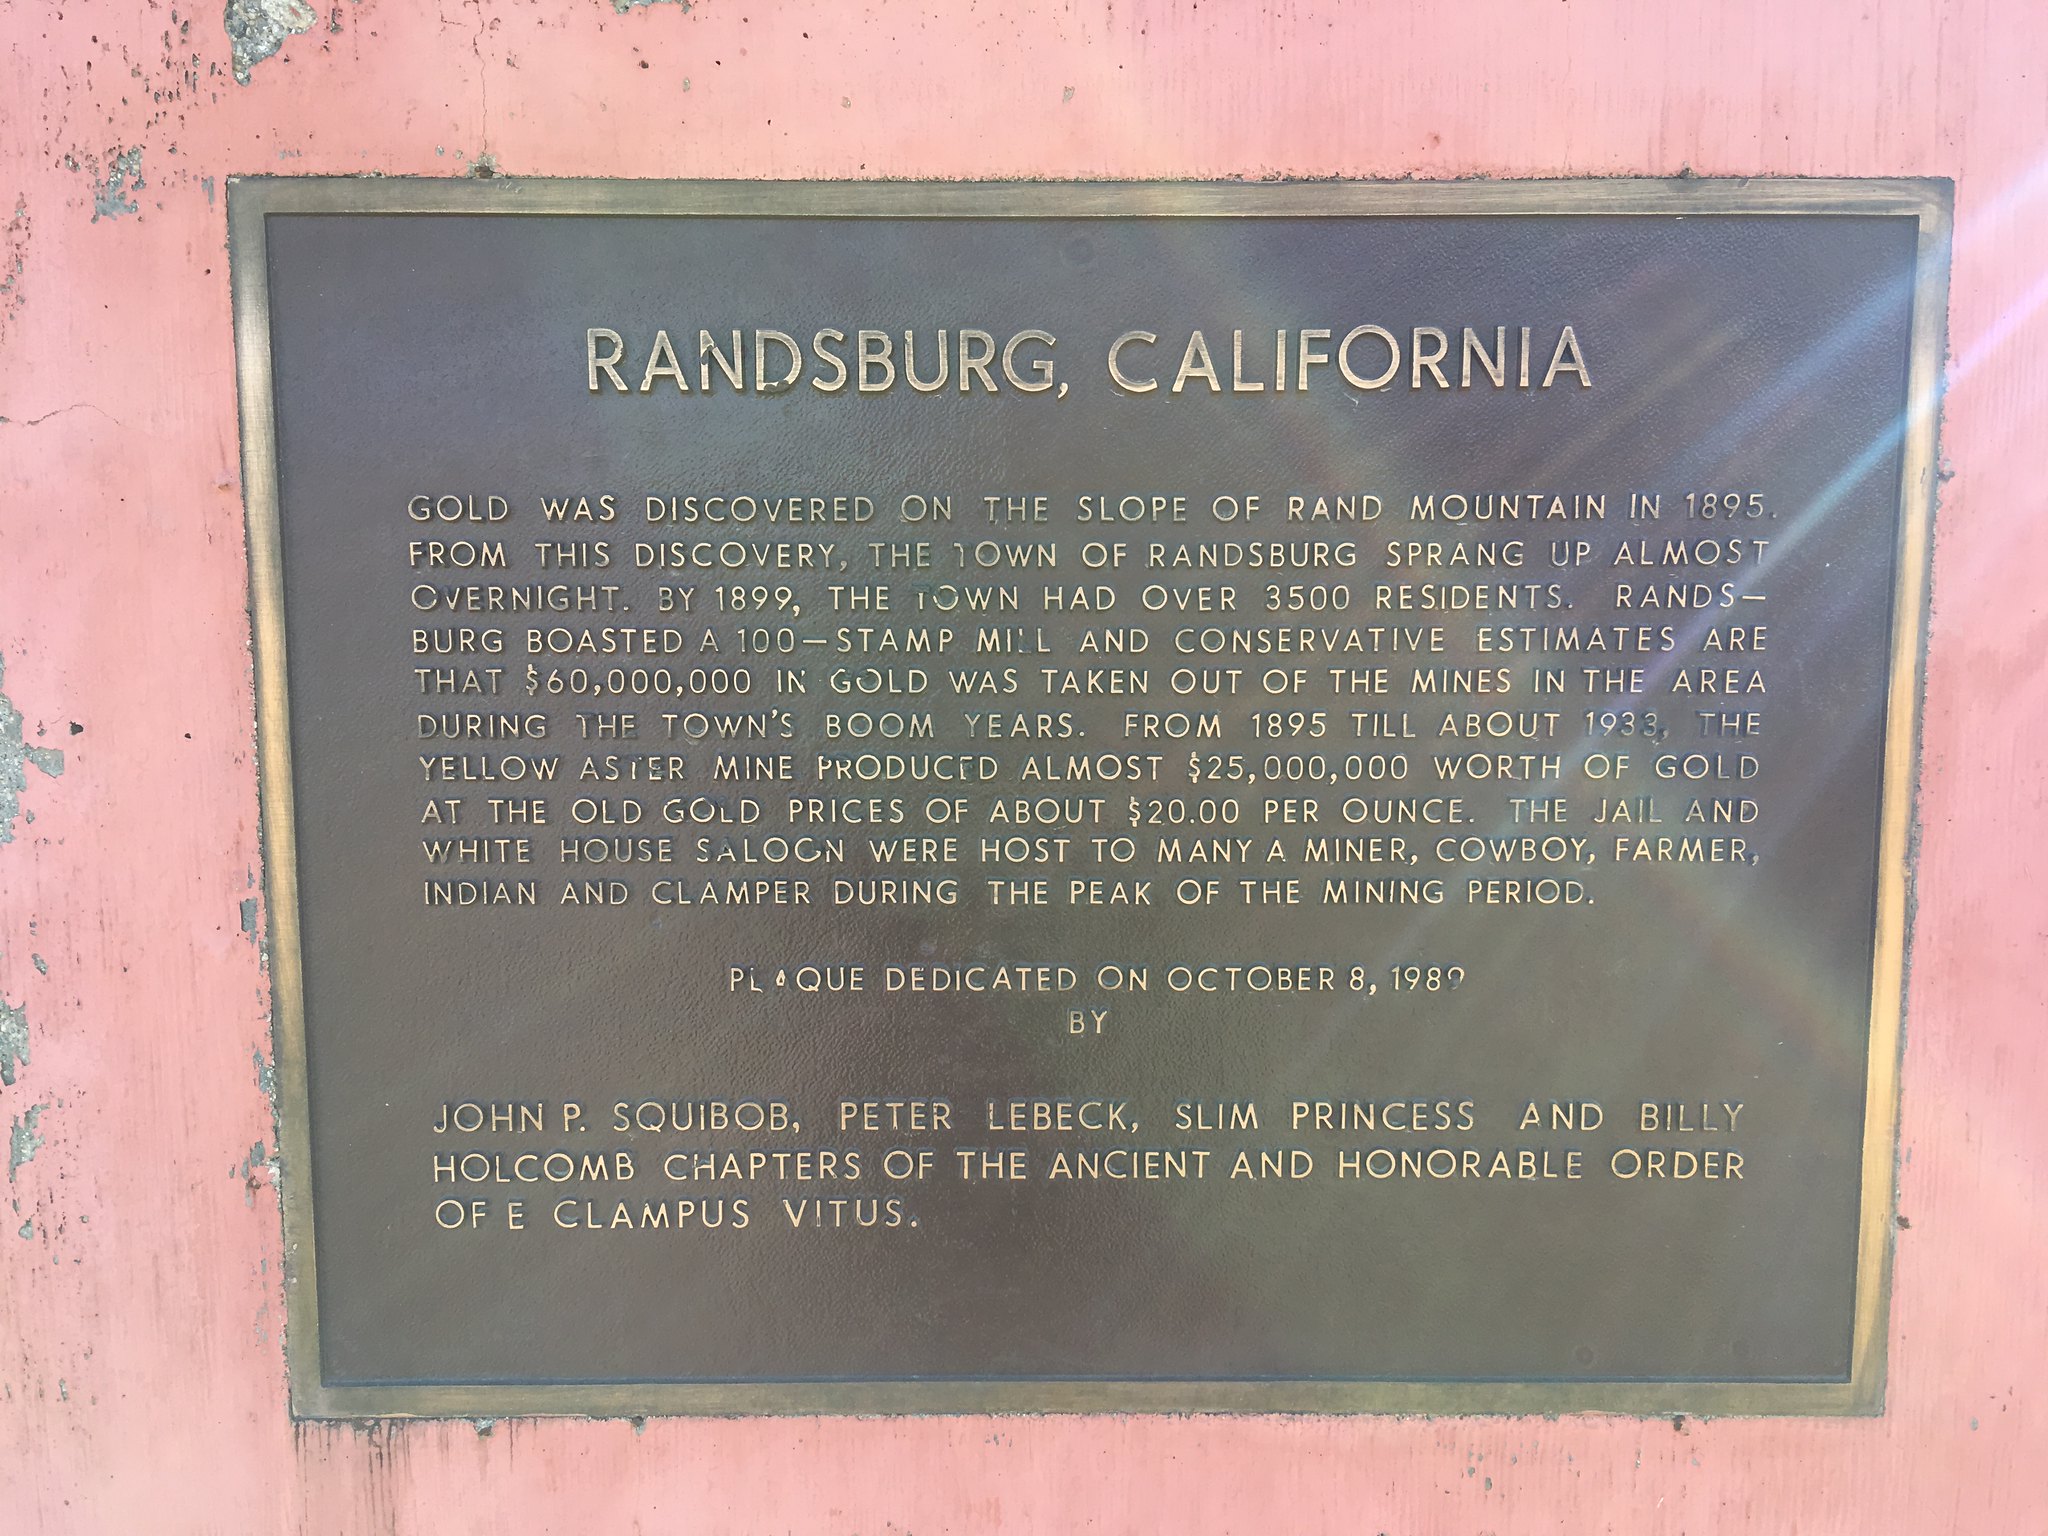 RANDSBURG, CALIFORNIA
GOLD WAS DISCOVERED ON THE SLOPE OF RAND MOUNTAIN IN 1895.
FROM THIS DISCOVERY, THE TOWN OF RANDSBURG SPRANG UP ALMOST
OVERNIGHT. BY 1899, THE TOWN HAD OVER 3500 RESIDENTS. RANDS—
BURG BOASTED A 100—STAMP MILL AND CONSERVATIVE ESTIMATES ARE
THAT $60,000,000 IN GOLD WAS TAKEN OUT OF THE MINES IN THE AREA
DURING THE TOWN'S BOOM YEARS. FROM 1895 TILL ABOUT 1933, THE
YELLOW ASTER MINE PRODUCED ALMOST $25,000,000 WORTH OF GOLD
AT THE OLD GOLD PRICES OF ABOUT $20.00 PER OUNCE. THE JAIL AND
WHITE HOUSE SALOON WERE HOST TO MANY A MINER, COWBOY, FARMER,
INDIAN AND CLAMPER DURING THE PEAK OF THE MINING PERIOD.
PLAQUE DEDICATED ON OCTOBER 8, 1989
BY
JOHN P. SQUIBOB, PETER LEBECK, SLIM PRINCESS AND BILLY
HOLCOMB CHAPTERS OF THE ANCIENT AND HONORABLE ORDER
OF E CLAMPUS VITUS.